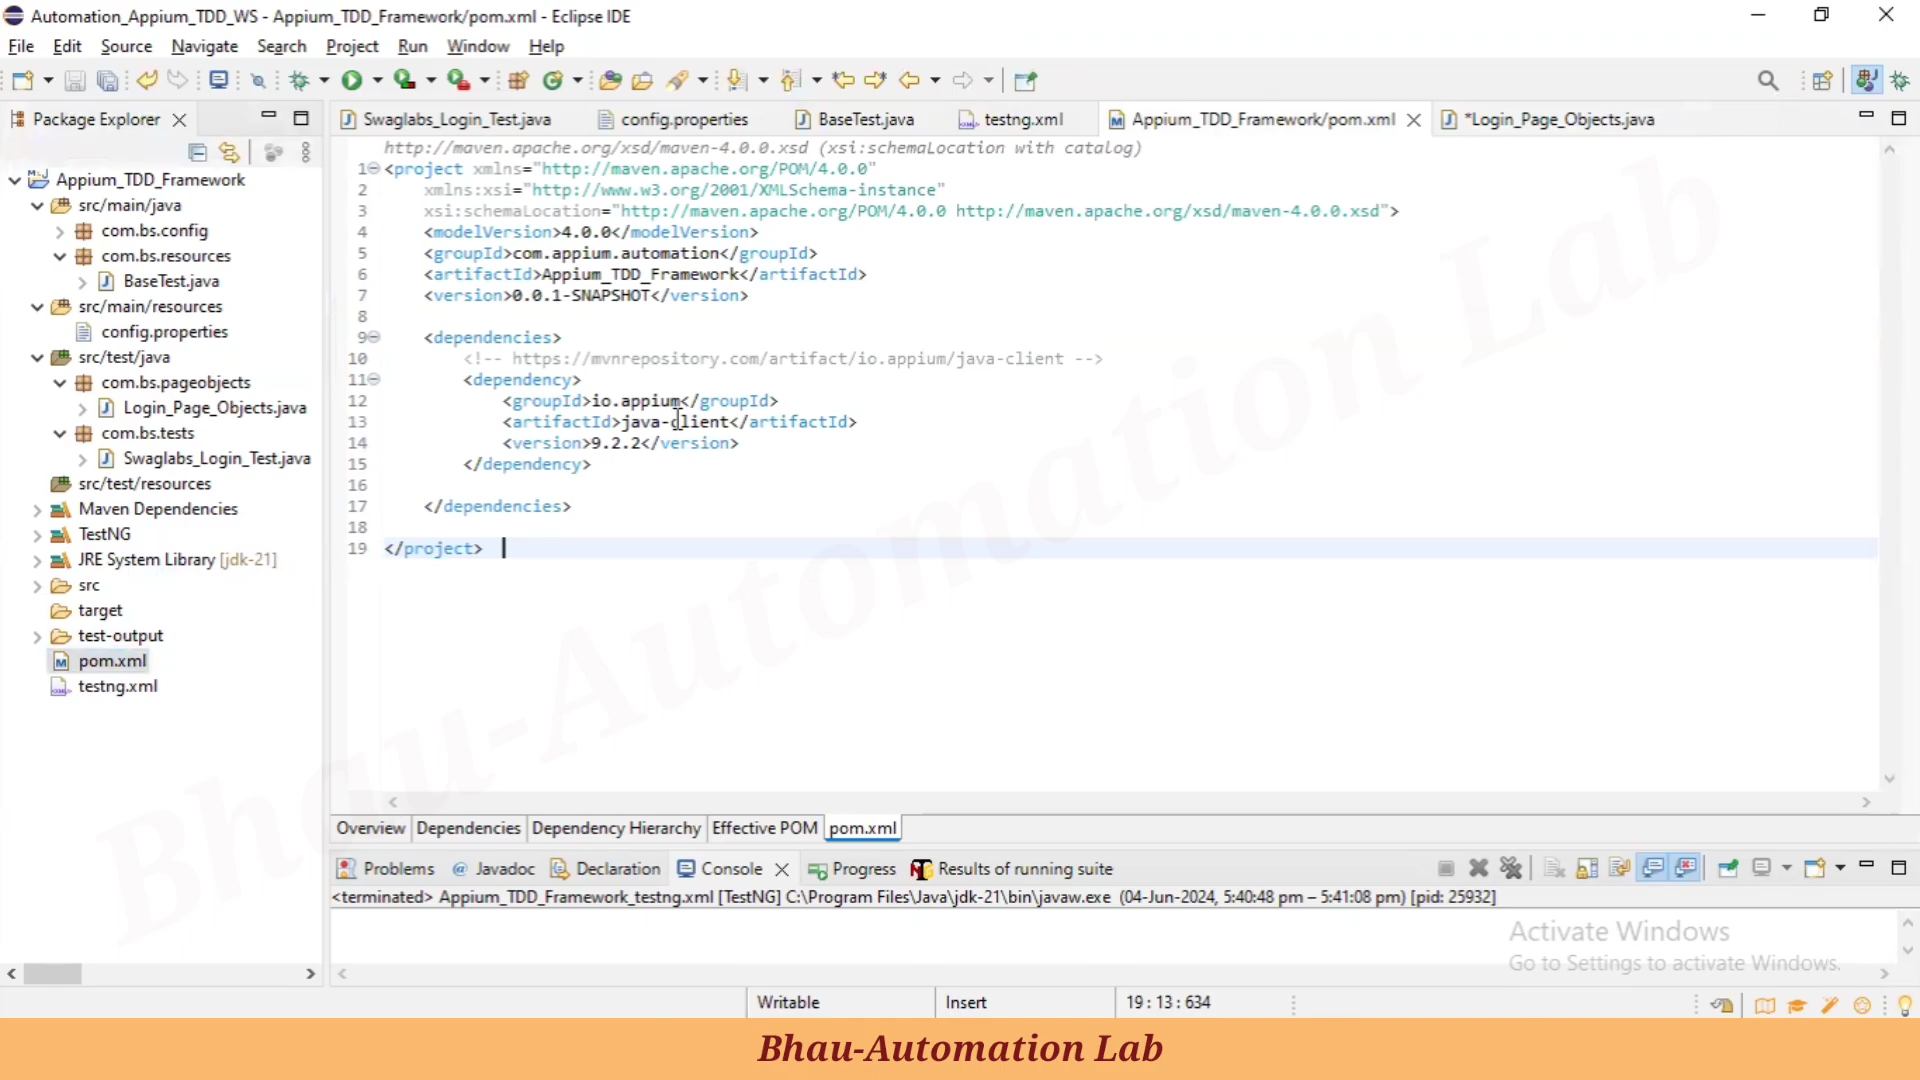 Automation_Appium_TDD_WS - Appium_TDD_Framework/pom.xml - Eclipse IDE
File Edit Source Navigate Search Project Run Window Help
Package Explorer
Swaglabs_Login_Test.java config.properties BaseTest.java testng.xml Appium_TDD_Framework/pom.xml *Login_Page_Objects.java
Appium_TDD_Framework
src/main/java
com.bs.config
com.bs.resources
BaseTest.java
src/main/resources
config.properties
src/test/java
com.bs.pageobjects
Login_Page_Objects.java
com.bs.tests
Swaglabs_Login_Test.java
src/test/resources
Maven Dependencies
TestNG
JRE System Library [jdk-21]
src
target
test-output
pom.xml
testng.xml
http://maven.apache.org/xsd/maven-4.0.0.xsd (xsi:schemaLocation with catalog)
1 <project xmlns="http://maven.apache.org/POM/4.0.0"
2 xmlns:xsi="http://www.w3.org/2001/XMLSchema-instance"
3 xsi:schemaLocation="http://maven.apache.org/POM/4.0.0 http://maven.apache.org/xsd/maven-4.0.0.xsd">
4 <modelVersion>4.0.0</modelVersion>
5 <groupId>com.appium.automation</groupId>
6 <artifactId>Appium_TDD_Framework</artifactId>
7 <version>0.0.1-SNAPSHOT</version>
8
9 <dependencies>
10 <!-- https://mvnrepository.com/artifact/io.appium/java-client -->
11 <dependency>
12 <groupId>io.appium</groupId>
13 <artifactId>java-client</artifactId>
14 <version>9.2.2</version>
15 </dependency>
16
17 </dependencies>
18
19 </project>
Bhau-Automation Lab
Overview Dependencies Dependency Hierarchy Effective POM pom.xml
Problems Javadoc Declaration Console Progress Results of running suite
<terminated> Appium_TDD_Framework_testng.xml [TestNG] C:\Program Files\Java\jdk-21\bin\javaw.exe (04-Jun-2024, 5:40:48 pm – 5:41:08 pm) [pid: 25932]
Activate Windows
Go to Settings to activate Windows.
Writable Insert 19 : 13 : 634
Bhau-Automation Lab